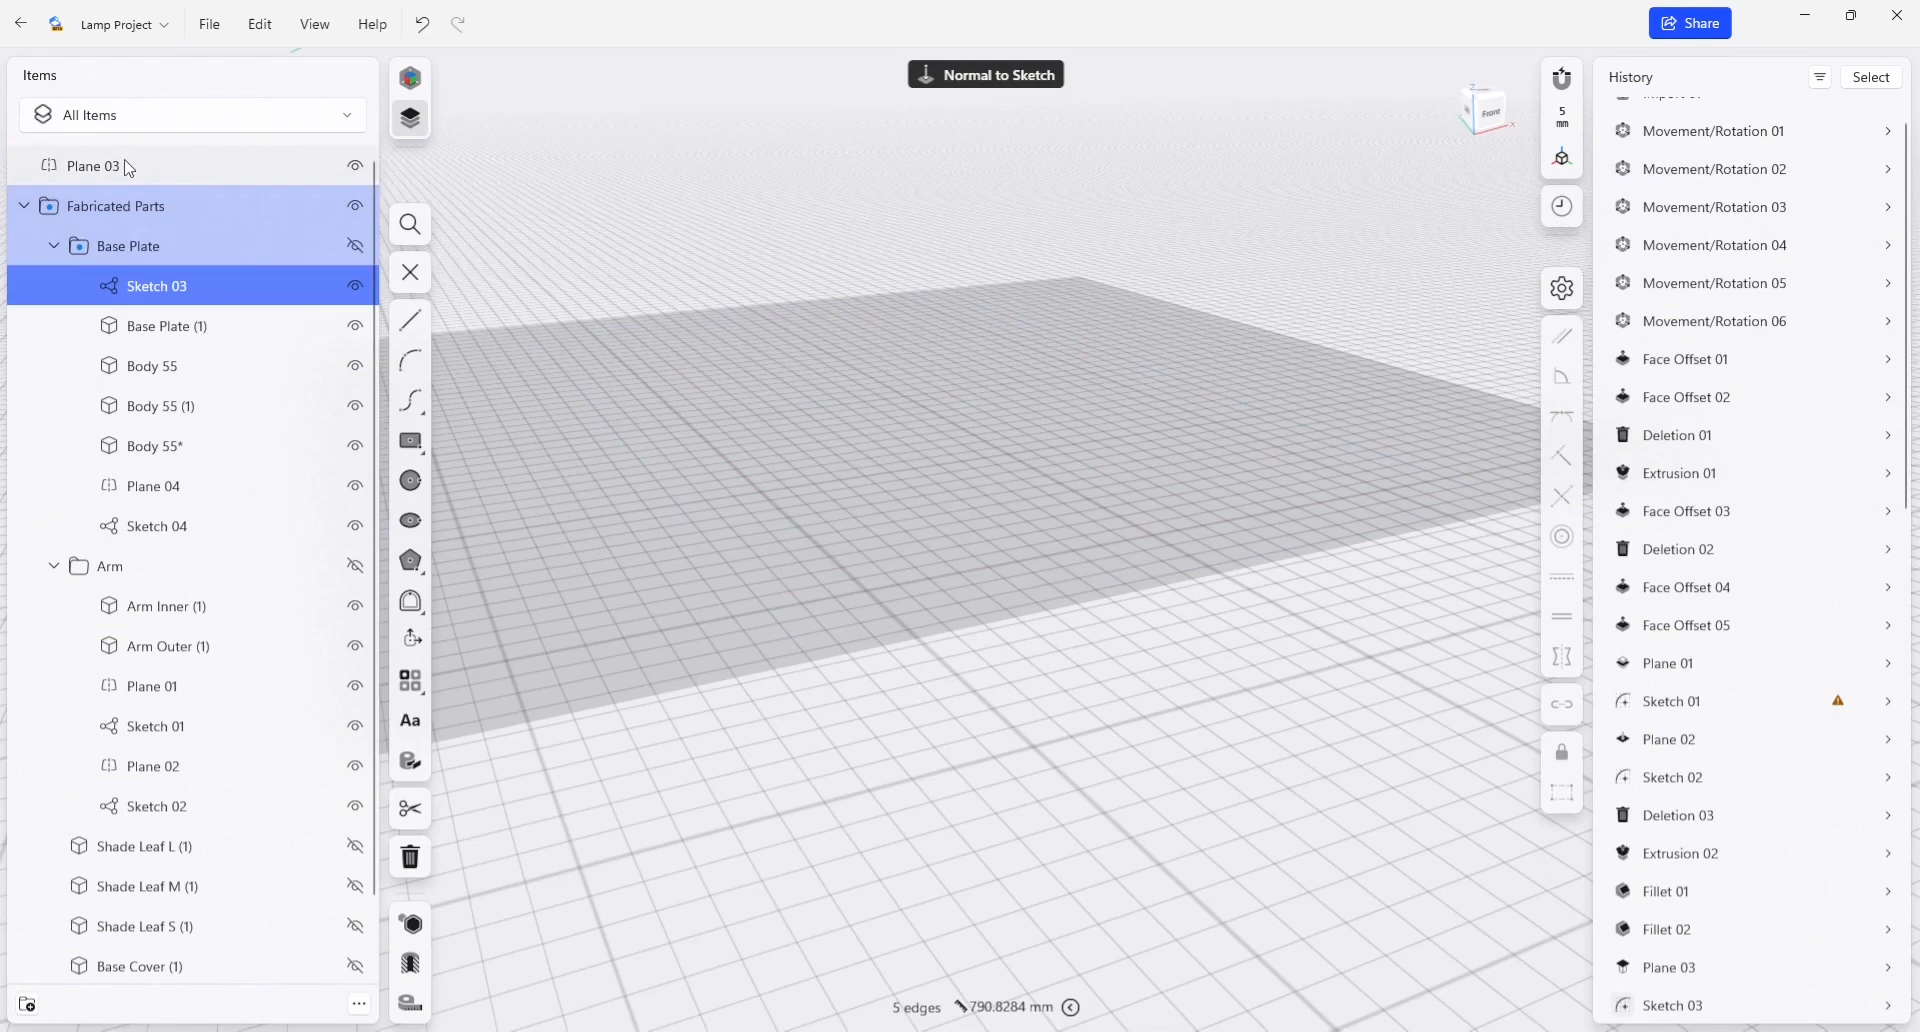 Lamp Project
File
Edit
View
Help
Share
Items
All Items
Plane 03
Fabricated Parts
Base Plate
Sketch 03
Base Plate (1)
Body 55
Body 55 (1)
Body 55*
Plane 04
Sketch 04
Arm
Arm Inner (1)
Arm Outer (1)
Plane 01
Sketch 01
Plane 02
Sketch 02
Shade Leaf L (1)
Shade Leaf M (1)
Shade Leaf S (1)
Base Cover (1)
Aa
Normal to Sketch
Z
Front
X
5 edges 790.8284 mm
5
mm
History
Select
Movement/Rotation 01
Movement/Rotation 02
Movement/Rotation 03
Movement/Rotation 04
Movement/Rotation 05
Movement/Rotation 06
Face Offset 01
Face Offset 02
Deletion 01
Extrusion 01
Face Offset 03
Deletion 02
Face Offset 04
Face Offset 05
Plane 01
Sketch 01
Plane 02
Sketch 02
Deletion 03
Extrusion 02
Fillet 01
Fillet 02
Plane 03
Sketch 03